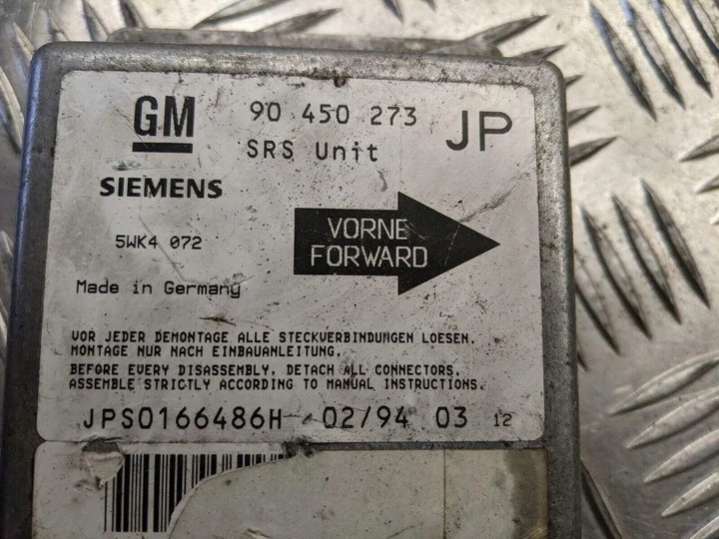 GM 90 450 273 JP
SRS Unit
SIEMENS
5WK4 072
VORNE
FORWARD
Made in Germany
VOR JEDER DEMONTAGE ALLE STECKVERBINDUNGEN LOESEN.
MONTAGE NUR NACH EINBAUANLEITUNG.
BEFORE EVERY DISASSEMBLY, DETACH ALL CONNECTORS.
ASSEMBLE STRICTLY ACCORDING TO MANUAL INSTRUCTIONS.
JPS0166486H 02/94 03 12